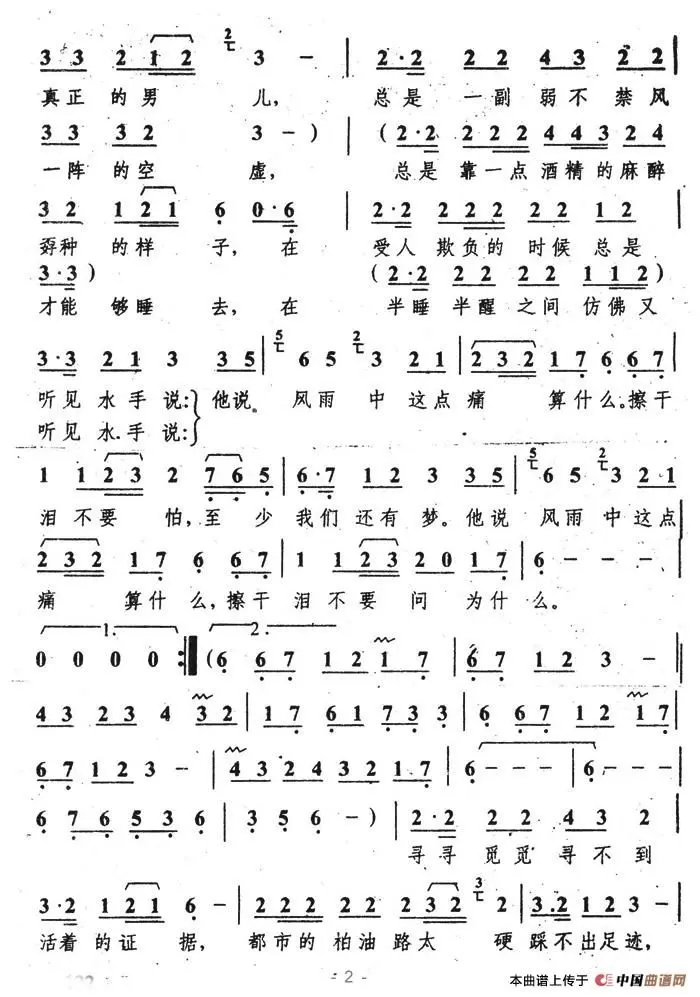 3 3 2 1 2 3 - | 2·2 2 2 4 3 2 2 |
真正的男儿，总是一副弱不禁风
3 3 3 2 3 -) (2·2 2 2 2 4 4 3 2 2 4
一阵的空虚，总是靠一点酒精的麻醉
3 2 1 2 1 6 0·6 | 2·2 2 2 2 2 2 1 2
孬种的样子，在受人欺负的时候总是
3·3) (2·2 2 2 2 2 1 1 2)
才能够睡去，在半睡半醒之间仿佛又
3·3 2 1 3 3 5 | 5 6 5 2 3 2 1 | 2 3 2 1 7 6 6 7 |
听见水手说：他说。风雨中这点痛算什么。擦干
听见水手说：
1 1 2 3 2 7 6 5 | 6·7 1 2 3 3 5 | 5 6 5 2 3 2·1
泪不要怕，至少我们还有梦。他说风雨中这点
2 3 2 1 7 6 6 7 | 1 1 2 3 2 0 1 7 | 6 - - -
痛算什么，擦干泪不要问为什么。
1. 2.
0 0 0 0 :| (6 6 7 1 2 1 7 | 6 7 1 2 3 - |
4 3 2 3 4 3 2 | 1 7 6 1 7 3 3 | 6 6 7 1 2 1 7
6 7 1 2 3 - | 4 3 2 4 3 2 1 7 | 6 - - - | 6 - - -
6 7 6 5 3 6 | 3 5 6 -) | 2·2 2 2 4 3 2
寻寻觅觅寻不到
3·2 1 2 1 6 - | 2 2 2 2 2 2 3 2 3 2 | 3·2 1 2 3 - |
活着的证据，都市的柏油路太硬踩不出足迹，
- 2 -
本曲谱上传于 中国曲谱网